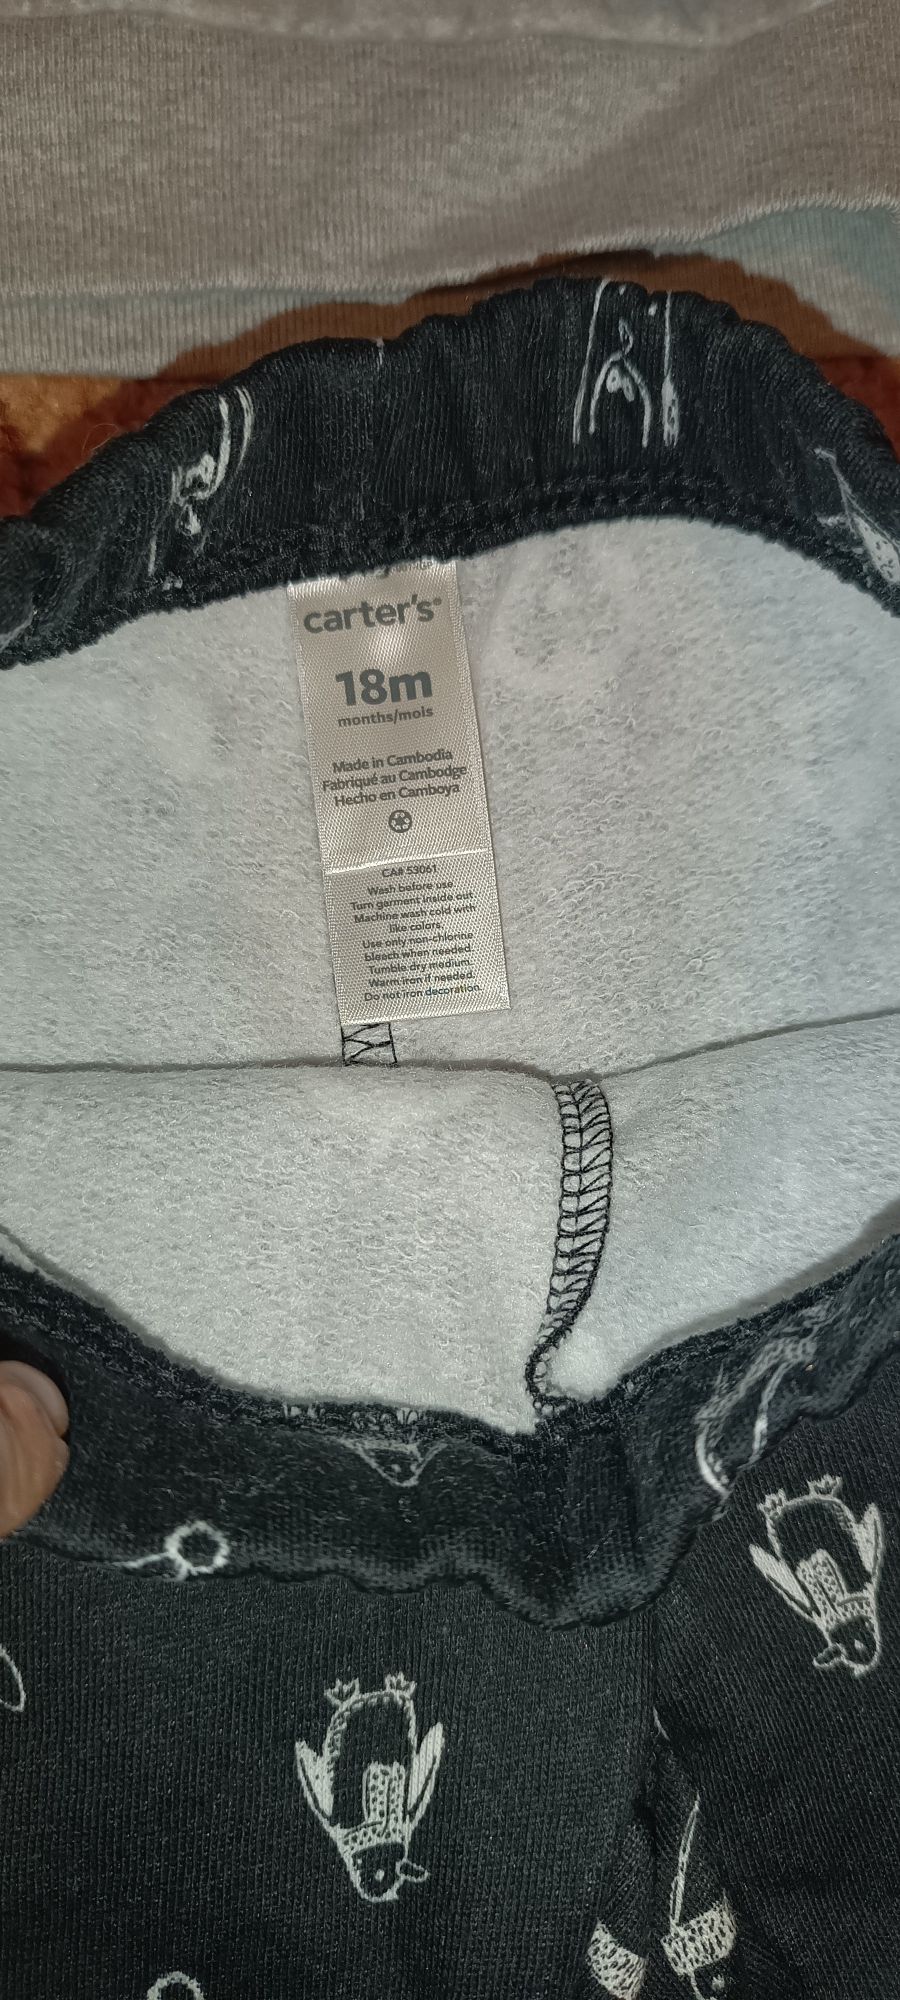 carter's®
18m
months/mois
Made in Cambodia
Fabriqué au Cambodge
Hecho en Camboya
CA# 53061
Wash before use
Turn garment inside out
Machine wash cold with
like colors
Use only non-chlorine
bleach when needed
Tumble dry medium
Warm iron if needed
Do not iron decoration.